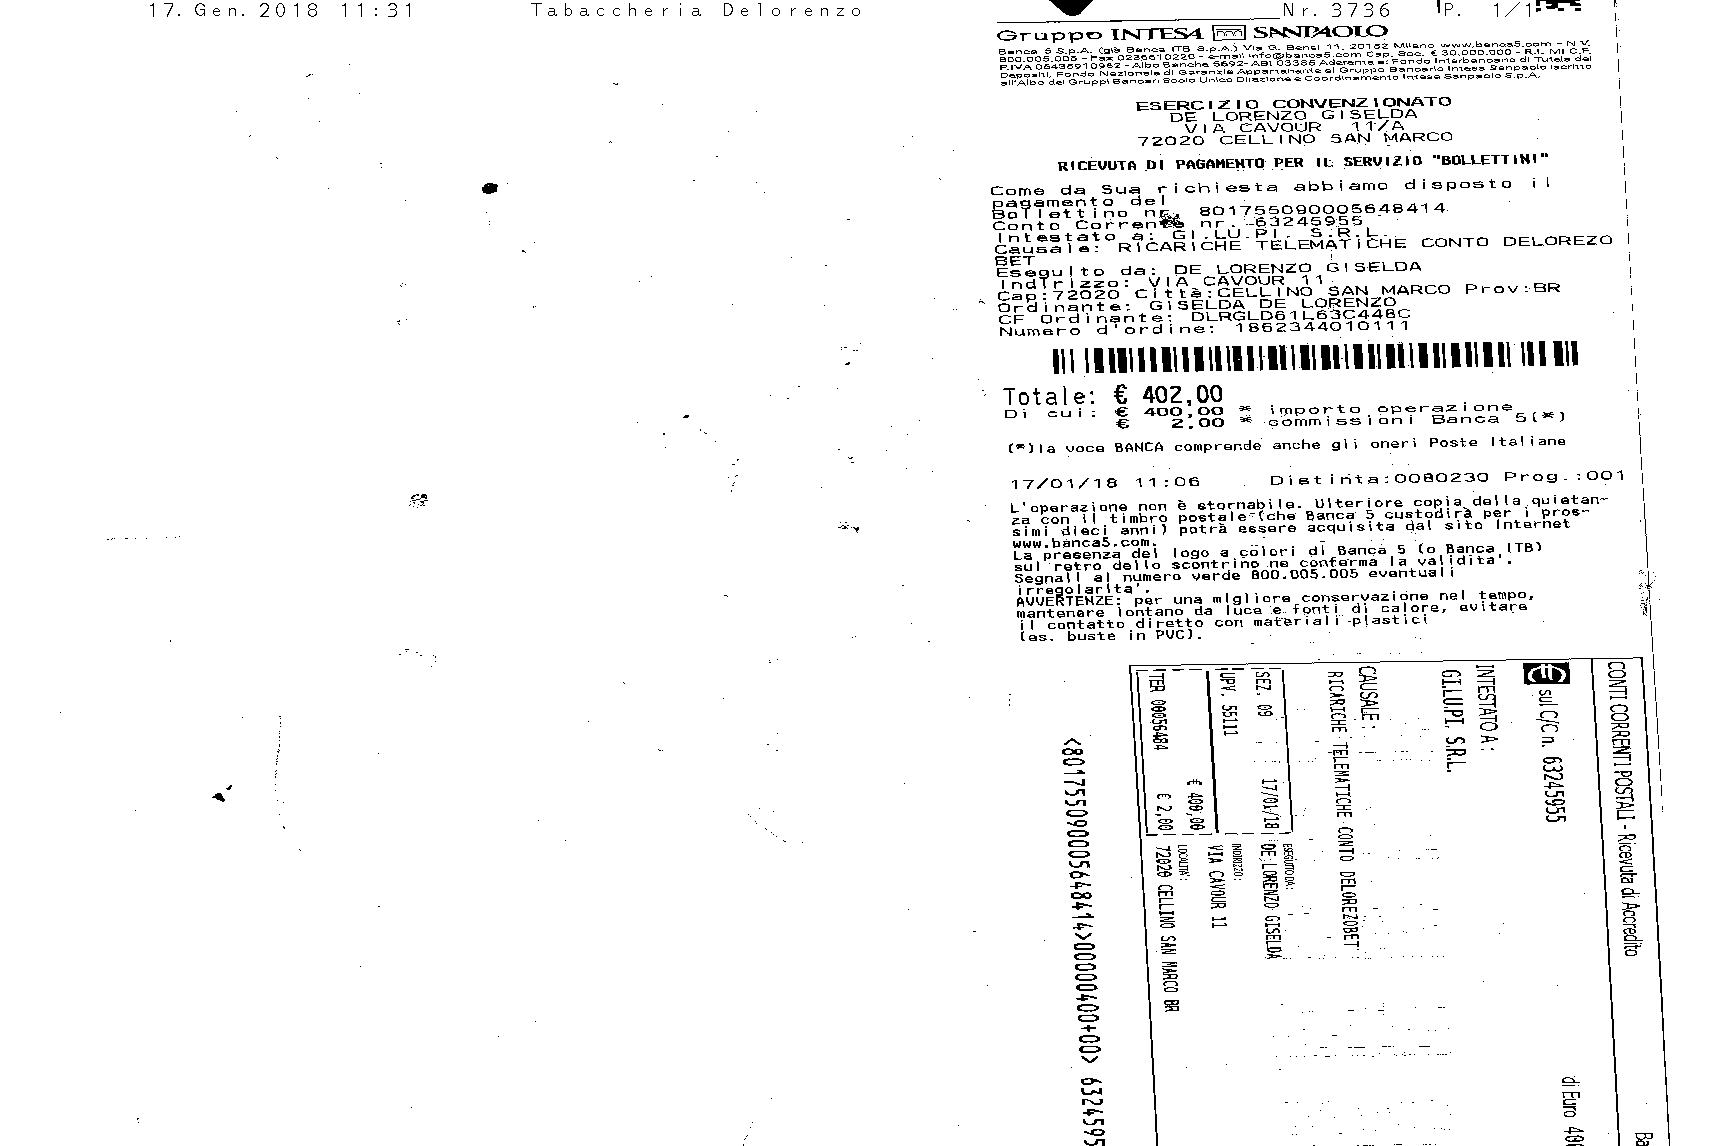 17. Gen. 2018 11:31 Tabaccheria Delorenzo Nr. 3736 P. 1/1
Gruppo INTESA SANPAOLO
Banca 5 S.p.A. (già Banca ITB S.p.A.) Via G. Bensi 11, 20152 Milano www.banca5.com - N.V.
800.005.005 - Fax 0236610220 - e-mail info@banca5.com Cap. Soc. € 30.000.000 - R.I. MI C.F.
P.IVA 06435910962 - Albo Banche 5692 - ABI 03385 Aderente a: Fondo Interbancario di Tutela dei
Depositi, Fondo Nazionale di Garanzia Appartenente al Gruppo Bancario Intesa Sanpaolo iscritto
all'Albo dei Gruppi Bancari Socio Unico Direzione e Coordinamento Intesa Sanpaolo S.p.A.
ESERCIZIO CONVENZIONATO
DE LORENZO GISELDA
VIA CAVOUR 11/A
72020 CELLINO SAN MARCO
RICEVUTA DI PAGAMENTO PER IL SERVIZIO "BOLLETTINI"
Come da Sua richiesta abbiamo disposto il
pagamento del
Bollettino nr. 801755090005648414
Conto Corrente nr. 63245955
Intestato a: GI.LU.PI. S.R.L.
Causale: RICARICHE TELEMATICHE CONTO DELOREZO
BET
Eseguito da: DE LORENZO GISELDA
Indirizzo: VIA CAVOUR 11
Cap:72020 Città:CELLINO SAN MARCO Prov:BR
Ordinante: GISELDA DE LORENZO
CF Ordinante: DLRGLD61L63C448C
Numero d'ordine: 1862344010111
Totale: € 402,00
Di cui: € 400,00 * importo operazione
€ 2,00 * commissioni Banca 5(*)
(*)la voce BANCA comprende anche gli oneri Poste Italiane
17/01/18 11:06 Distinta:0080230 Prog.:001
L'operazione non è stornabile. Ulteriore copia della quietan-
za con il timbro postale (che Banca 5 custodirà per i pros-
simi dieci anni) potrà essere acquisita dal sito Internet
www.banca5.com.
La presenza del logo a colori di Banca 5 (o Banca ITB)
sul retro dello scontrino ne conferma la validita'.
Segnali al numero verde 800.005.005 eventuali
irregolarita'.
AVVERTENZE: per una migliore conservazione nel tempo,
mantenere lontano da luce e fonti di calore, evitare
il contatto diretto con materiali plastici
(es. buste in PVC).
CONTI CORRENTI POSTALI - Ricevuta di Accredito Ba
sul C/C n. 63245955 di Euro 40
INTESTATO A:
GI.LU.PI. S.R.L.
CAUSALE:
RICARICHE TELEMATICHE CONTO DELOREZOBET
SEZ. 09 17/01/18
UPV. 55111
€ 400,00
TER 00056484 € 2,00
ESEGUITO DA:
DE LORENZO GISELDA
INDIRIZZO:
VIA CAVOUR 11
LOCALITA':
72020 CELLINO SAN MARCO BR
<801755090005648414>00000400+00> 6324595